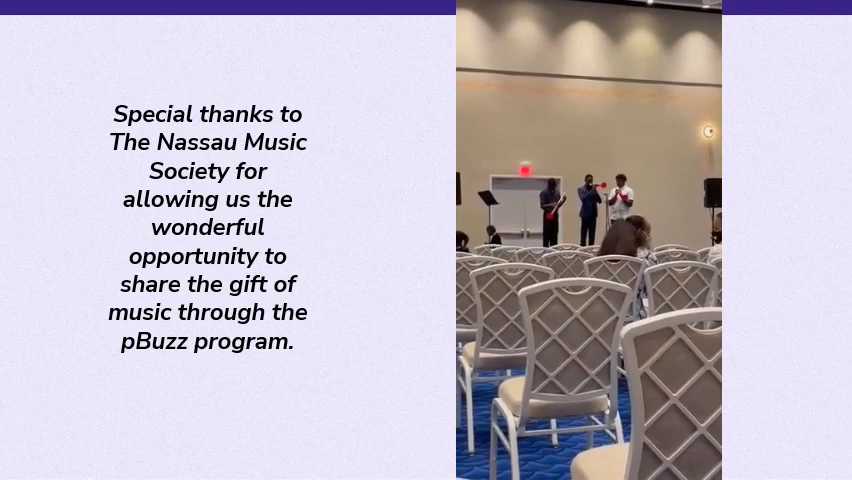 Special thanks to
The Nassau Music
Society for
allowing us the
wonderful
opportunity to
share the gift of
music through the
pBuzz program.